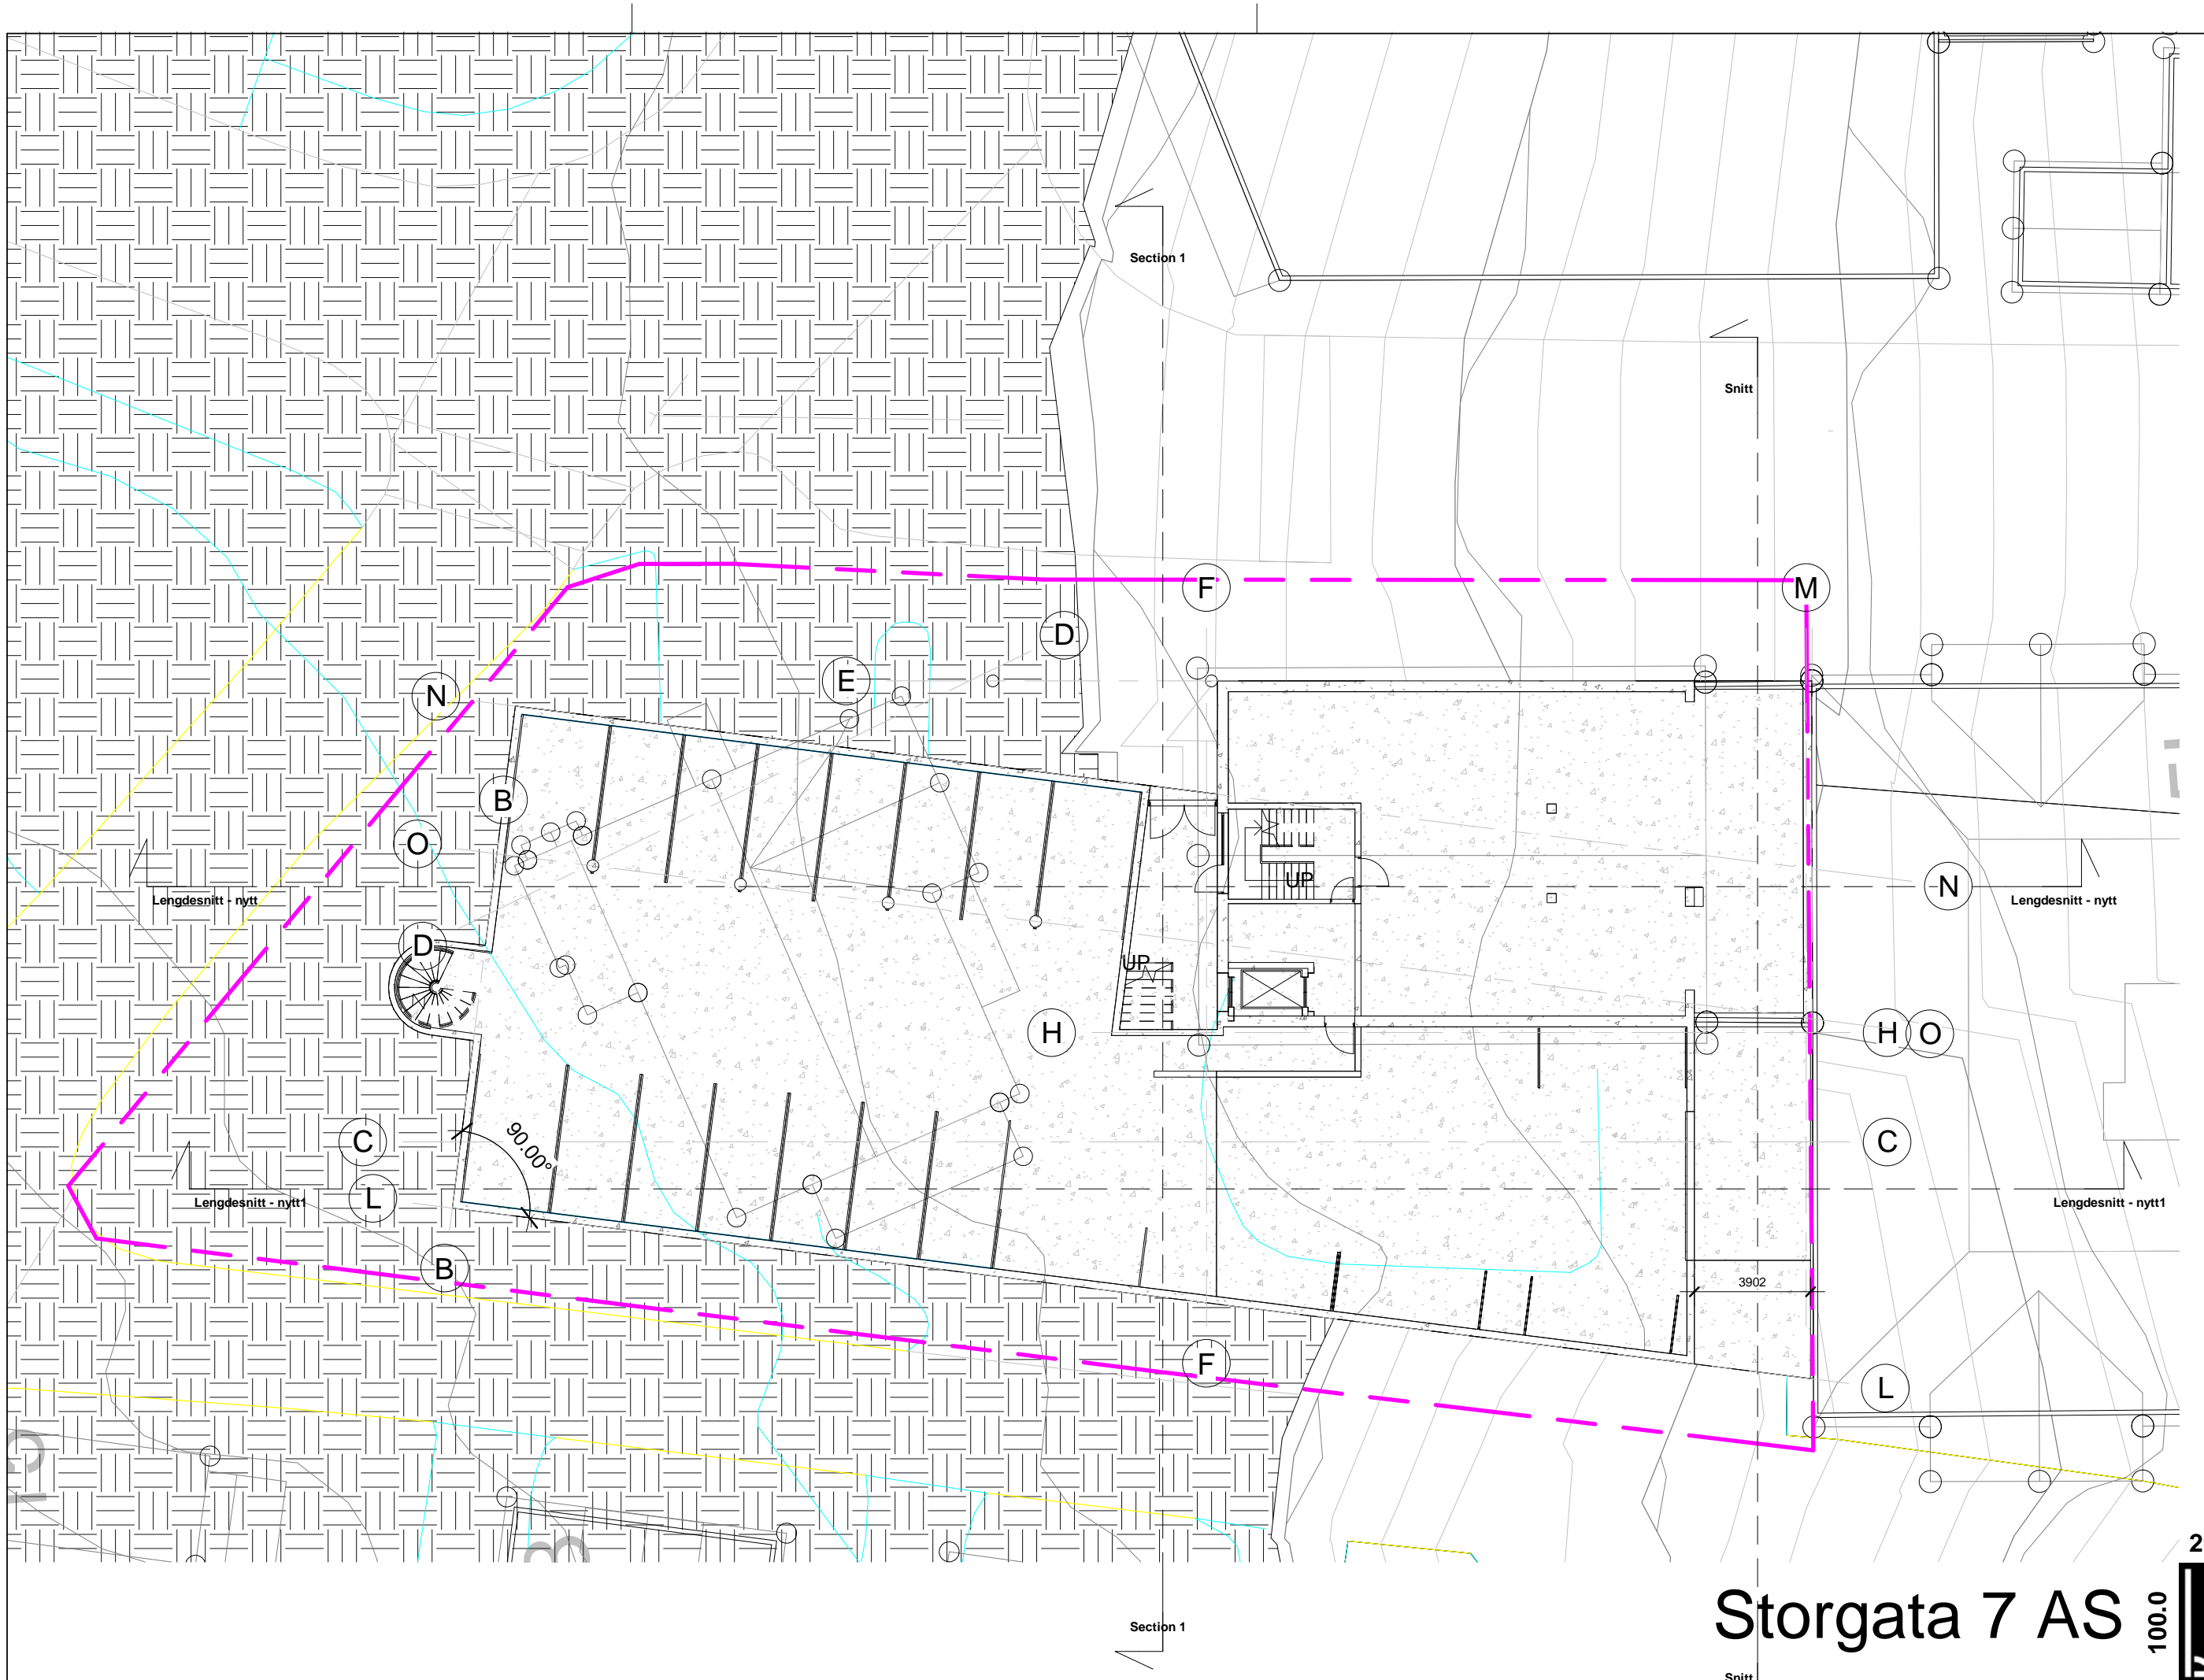 Section 1
Snitt
F
M
D
E
N
B
O
UP
N
Lengdesnitt - nytt
Lengdesnitt - nytt
D
UP
H
H
O
90.00°
C
C
L
Lengdesnitt - nytt1
Lengdesnitt - nytt1
B
3902
F
L
Storgata 7 AS
100.0
2
Section 1
Snitt